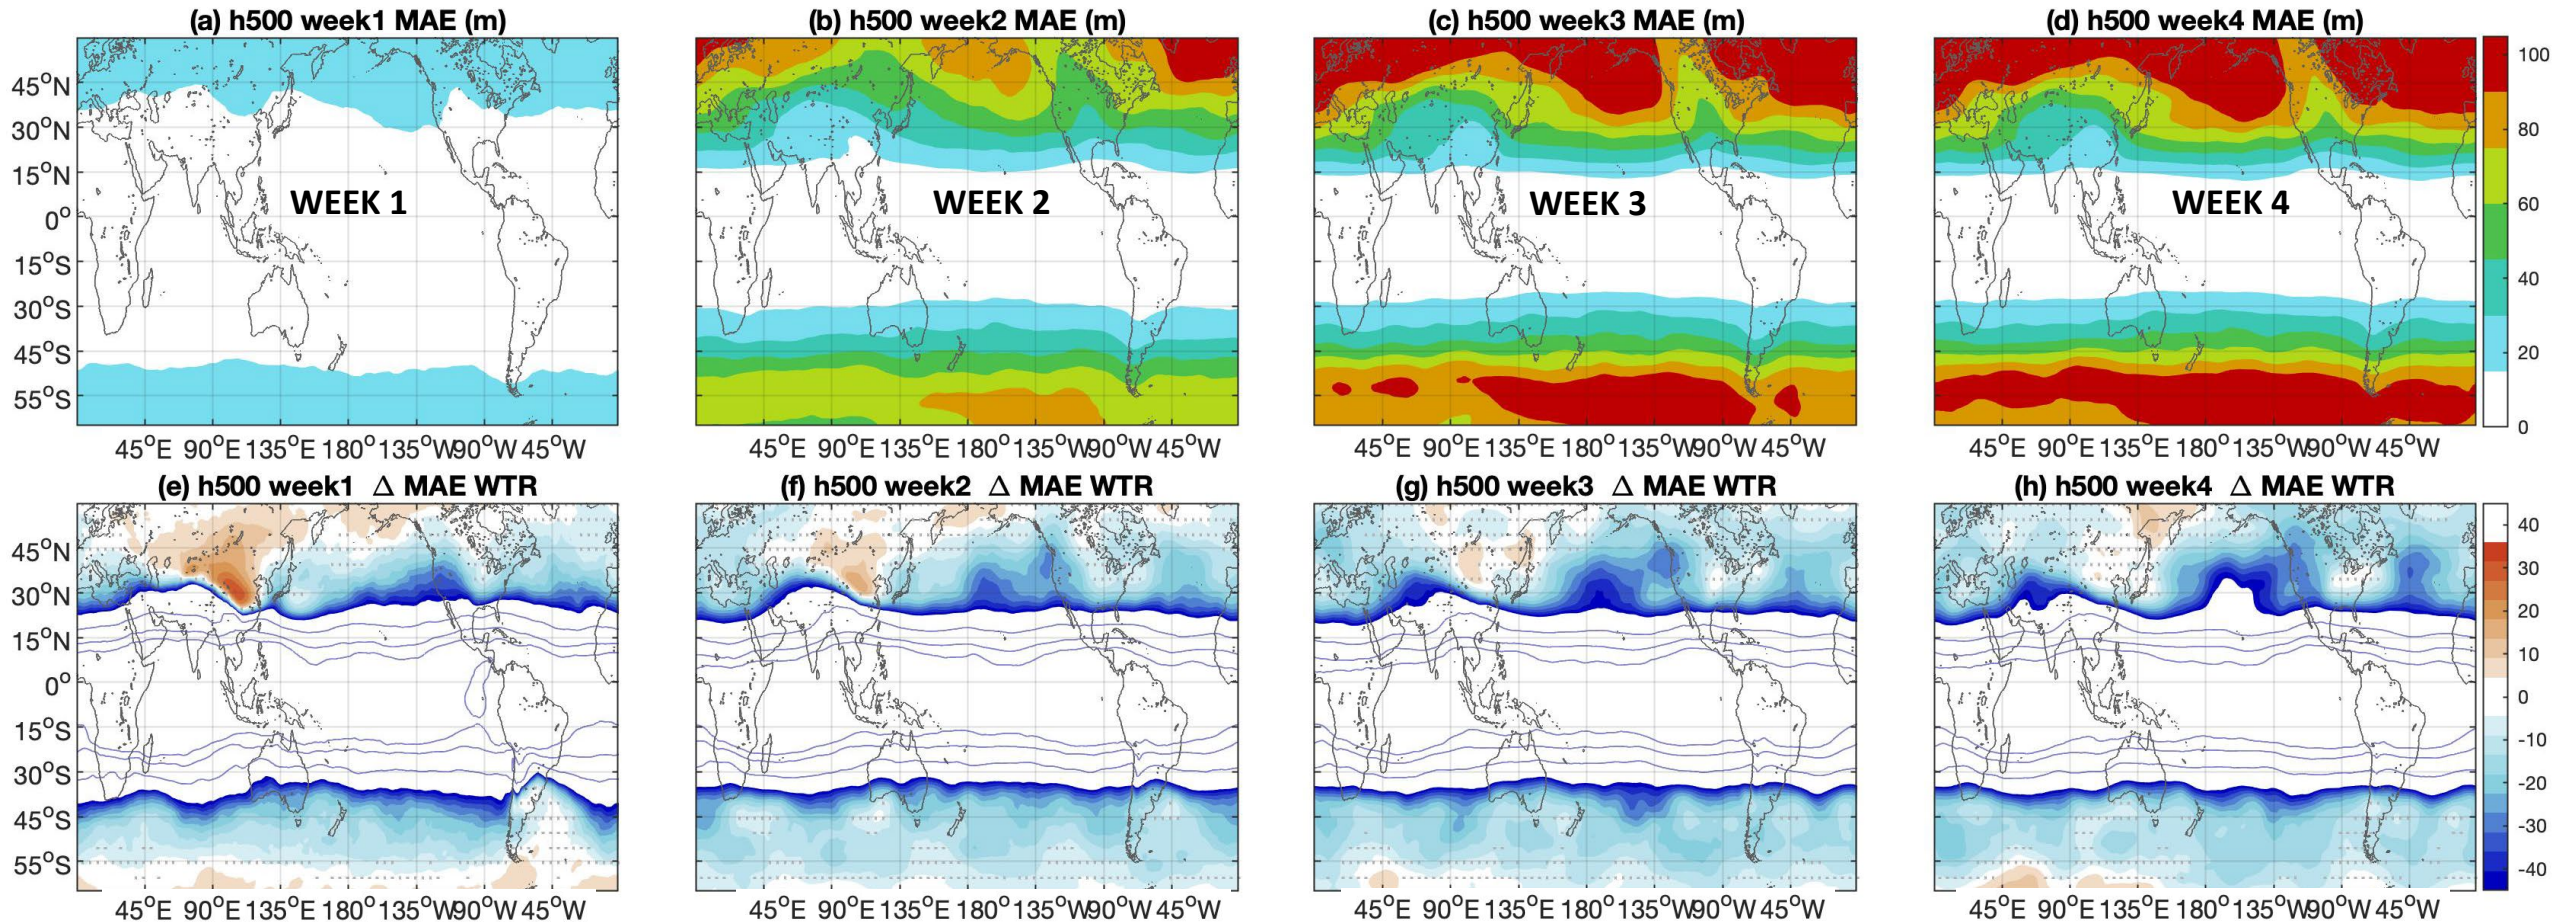 (a) h500 week1 MAE (m)
(b) h500 week2 MAE (m)
(c) h500 week3 MAE (m)
(d) h500 week4 MAE (m)
45°N
30°N
15°N
0°
15°S
30°S
45°S
55°S
WEEK 1
WEEK 2
WEEK 3
WEEK 4
100
80
60
40
20
0
45°E 90°E 135°E 180° 135°W 90°W 45°W
45°E 90°E 135°E 180° 135°W 90°W 45°W
45°E 90°E 135°E 180° 135°W 90°W 45°W
45°E 90°E 135°E 180° 135°W 90°W 45°W
(e) h500 week1 Δ MAE WTR
(f) h500 week2 Δ MAE WTR
(g) h500 week3 Δ MAE WTR
(h) h500 week4 Δ MAE WTR
45°N
30°N
15°N
0°
15°S
30°S
45°S
55°S
40
30
20
10
0
-10
-20
-30
-40
45°E 90°E 135°E 180° 135°W 90°W 45°W
45°E 90°E 135°E 180° 135°W 90°W 45°W
45°E 90°E 135°E 180° 135°W 90°W 45°W
45°E 90°E 135°E 180° 135°W 90°W 45°W